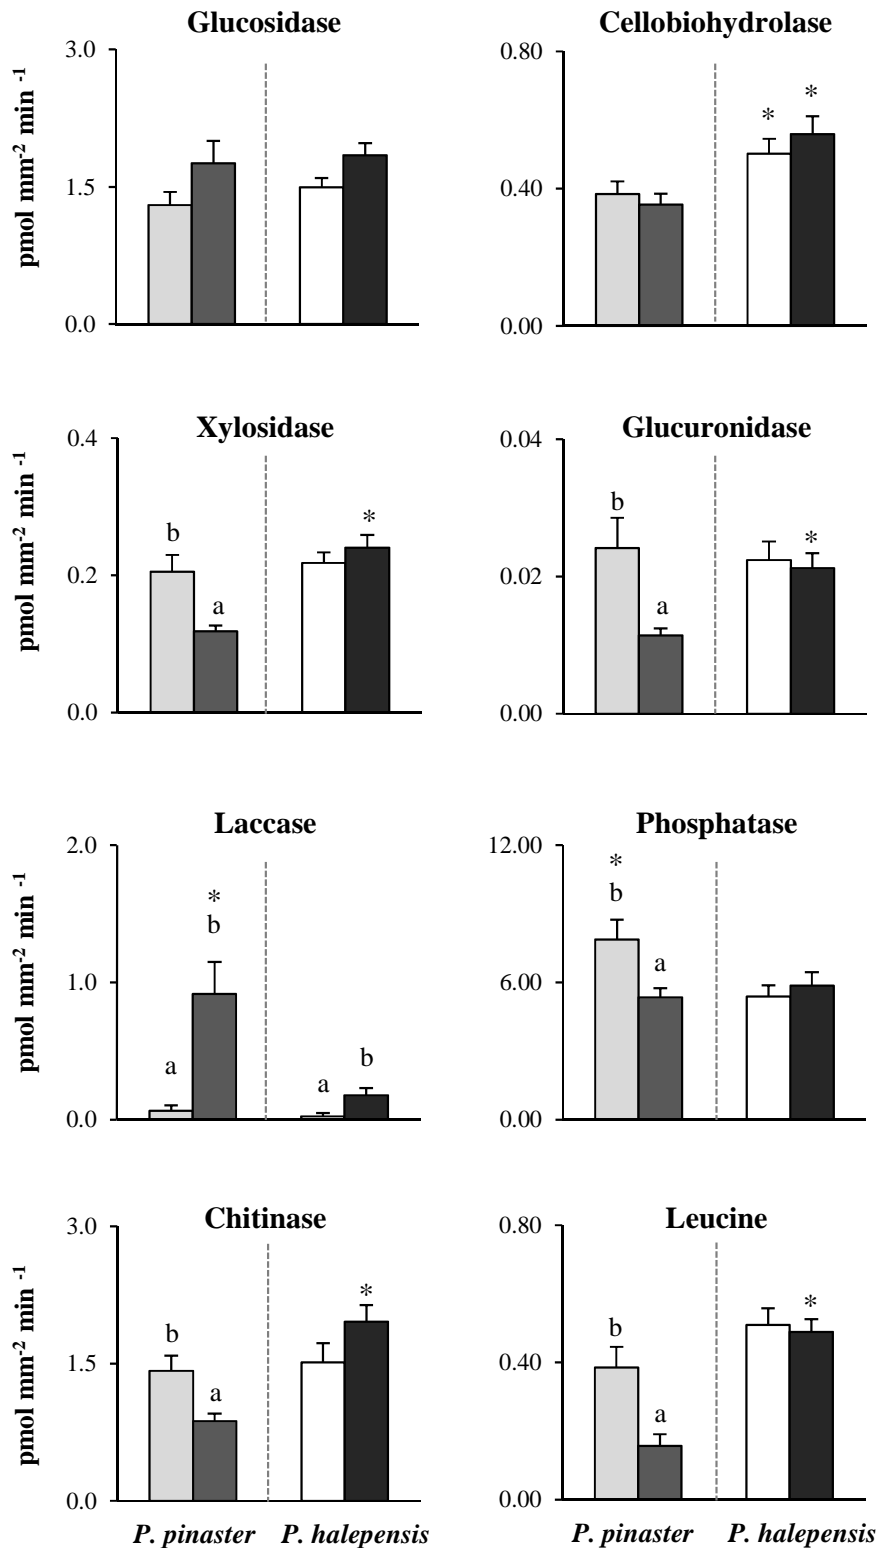 Glucosidase
Cellobiohydrolase
3.0
1.5
0.0
pmol mm-2 min -1
0.80
0.40
0.00
*
*
Xylosidase
Glucuronidase
0.4
0.2
0.0
pmol mm-2 min -1
b
a
*
0.04
0.02
0.00
b
a
*
Laccase
Phosphatase
2.0
1.0
0.0
pmol mm-2 min -1
a
*
b
a
b
12.00
6.00
0.00
*
b
a
Chitinase
Leucine
3.0
1.5
0.0
pmol mm-2 min -1
b
a
*
0.80
0.40
0.00
b
a
*
P. pinaster P. halepensis
P. pinaster P. halepensis